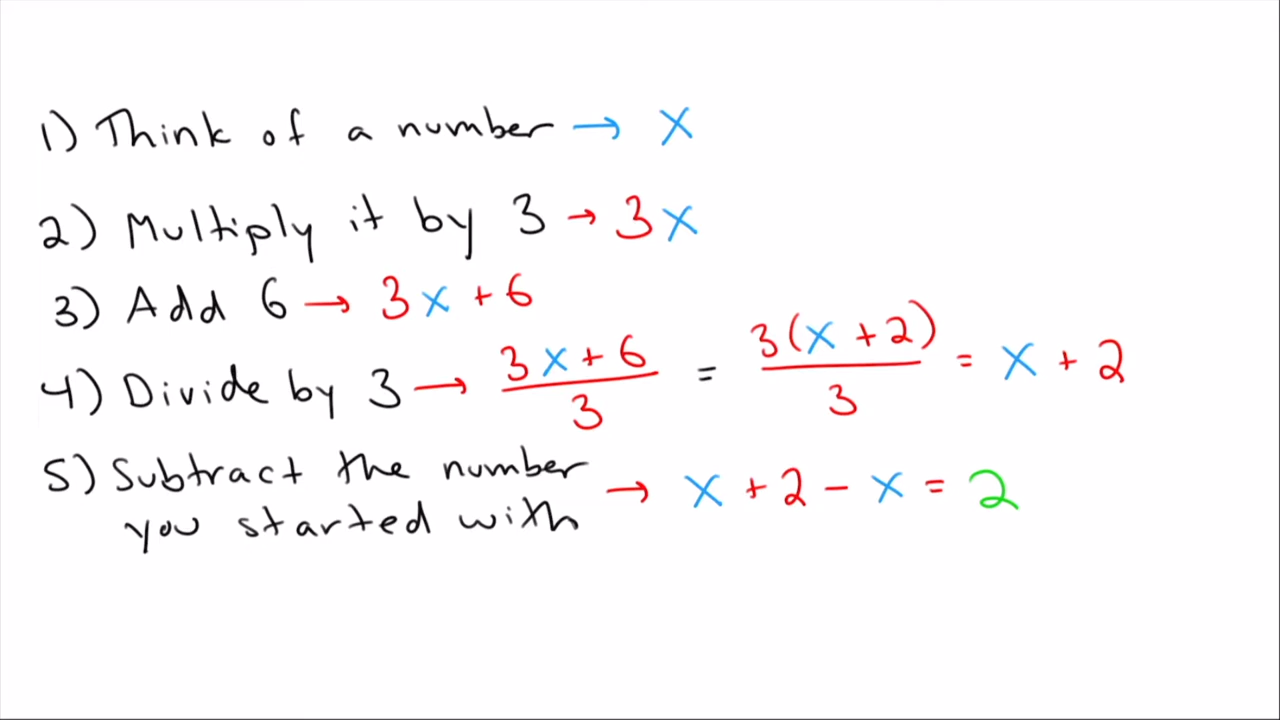 1) Think of a number → x
2) Multiply it by 3 → 3x
3) Add 6 → 3x + 6
4) Divide by 3 → (3x + 6)/3 = 3(x + 2)/3 = x + 2
5) Subtract the number
you started with → x + 2 - x = 2